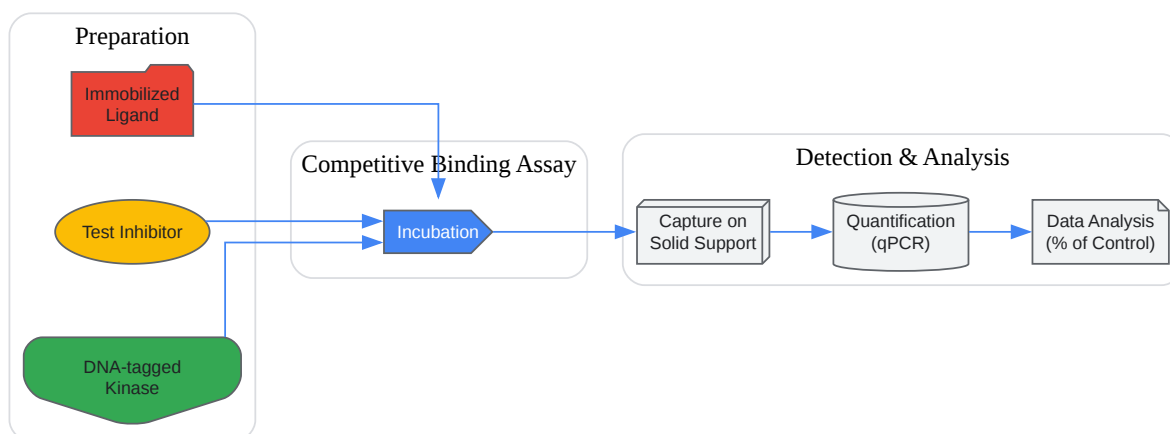 Preparation
Immobilized
Ligand
Test Inhibitor
DNA-tagged
Kinase
Competitive Binding Assay
Incubation
Detection & Analysis
Capture on
Solid Support
Quantification
(qPCR)
Data Analysis
(% of Control)